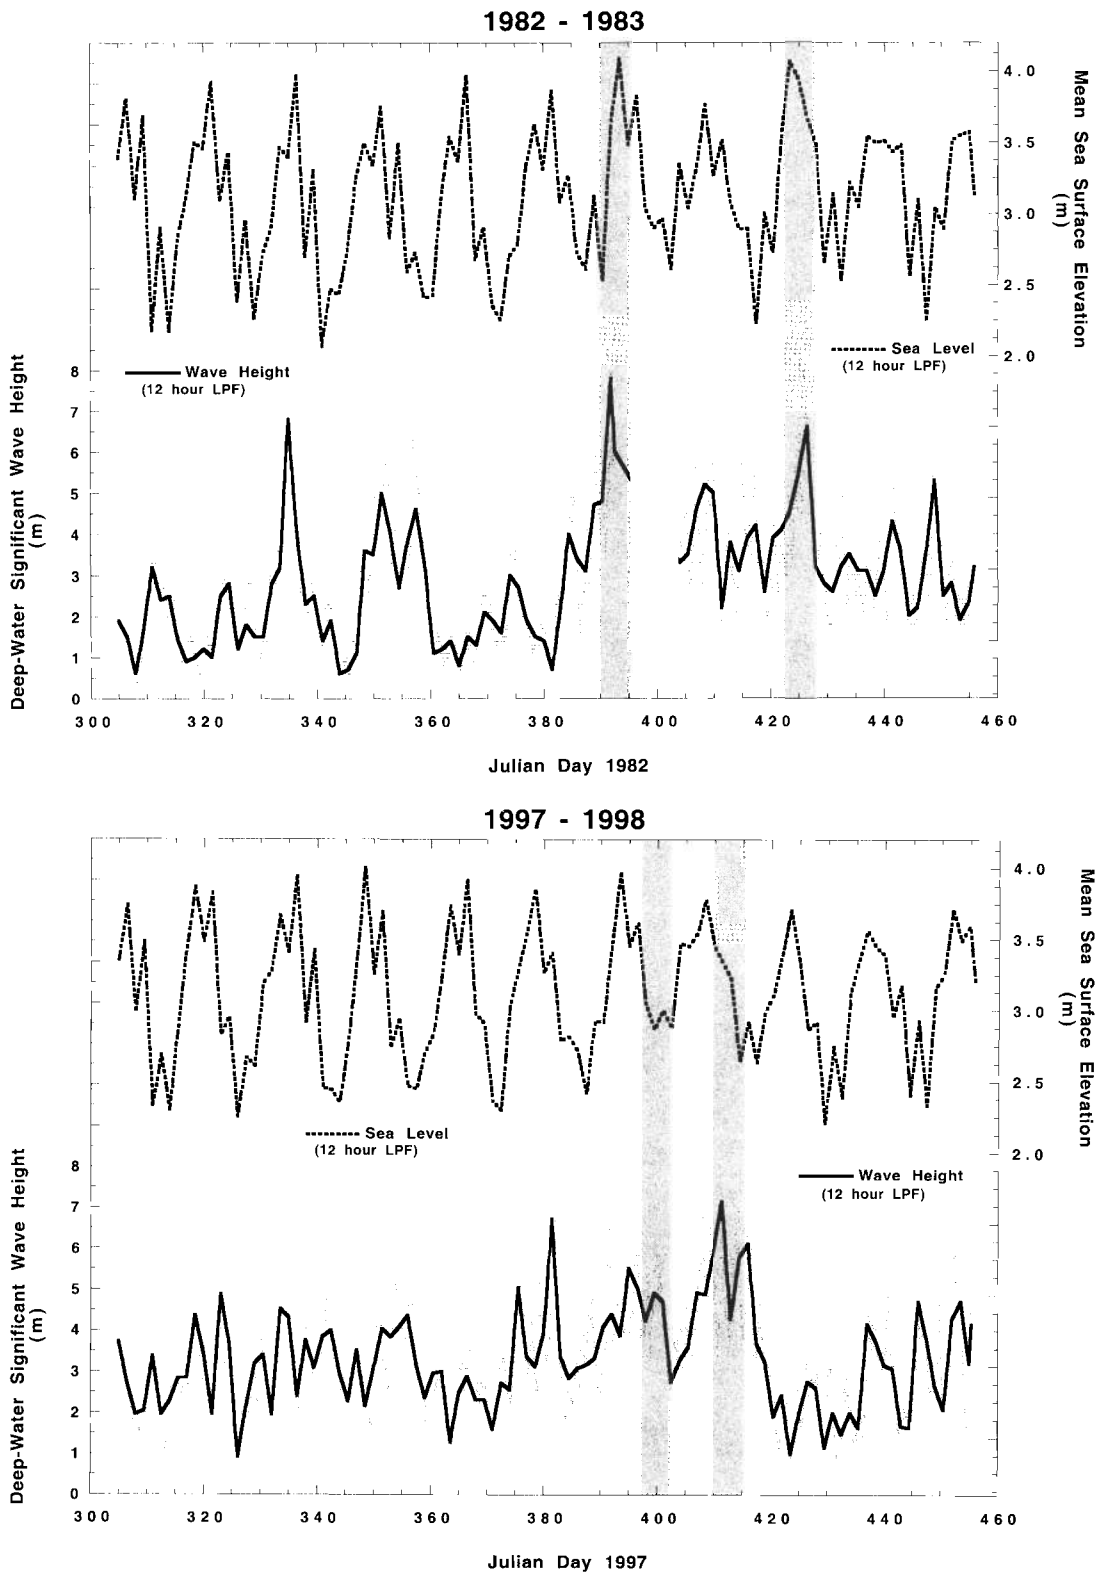 1982 - 1983
4.0
3.5
3.0
2.5
2.0
Mean Sea Surface Elevation
(m)
Wave Height
(12 hour LPF)
Sea Level
(12 hour LPF)
Deep-Water Significant Wave Height
(m)
8
7
6
5
4
3
2
1
0
300 320 340 360 380 400 420 440 460
Julian Day 1982
1997 - 1998
4.0
3.5
3.0
2.5
2.0
Mean Sea Surface Elevation
(m)
Sea Level
(12 hour LPF)
Wave Height
(12 hour LPF)
Deep-Water Significant Wave Height
(m)
8
7
6
5
4
3
2
1
0
300 320 340 360 380 400 420 440 460
Julian Day 1997